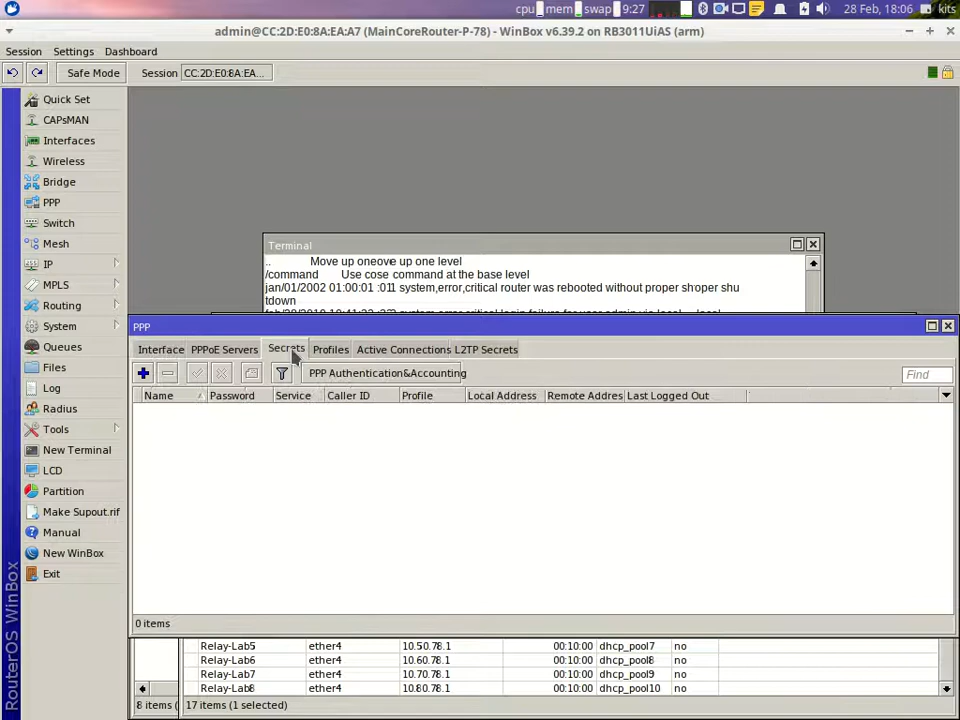 cpu mem swap 9:27 28 Feb, 18:06 kits
admin@CC:2D:E0:8A:EA:A7 (MainCoreRouter-P-78) - WinBox v6.39.2 on RB3011UiAS (arm)
Session Settings Dashboard
Safe Mode Session CC:2D:E0:8A:EA...
Quick Set
CAPsMAN
Interfaces
Wireless
Bridge
PPP
Switch
Mesh
IP
MPLS
Routing
System
Queues
Files
Log
Radius
Tools
New Terminal
LCD
Partition
Make Supout.rif
Manual
New WinBox
Exit
RouterOS WinBox
Terminal
.. Move up oneove up one level
/command Use cose command at the base level
jan/01/2002 01:00:01 :011 system,error,critical router was rebooted without proper shoper shu
tdown
PPP
Interface PPPoE Servers Secrets Profiles Active Connections L2TP Secrets
PPP Authentication&Accounting Find
Name Password Service Caller ID Profile Local Address Remote Addres Last Logged Out
0 items
Relay-Lab5 ether4 10.50.78.1 00:10:00 dhcp_pool7 no
Relay-Lab6 ether4 10.60.78.1 00:10:00 dhcp_pool8 no
Relay-Lab7 ether4 10.70.78.1 00:10:00 dhcp_pool9 no
Relay-Lab8 ether4 10.80.78.1 00:10:00 dhcp_pool10 no
8 items ( 17 items (1 selected)